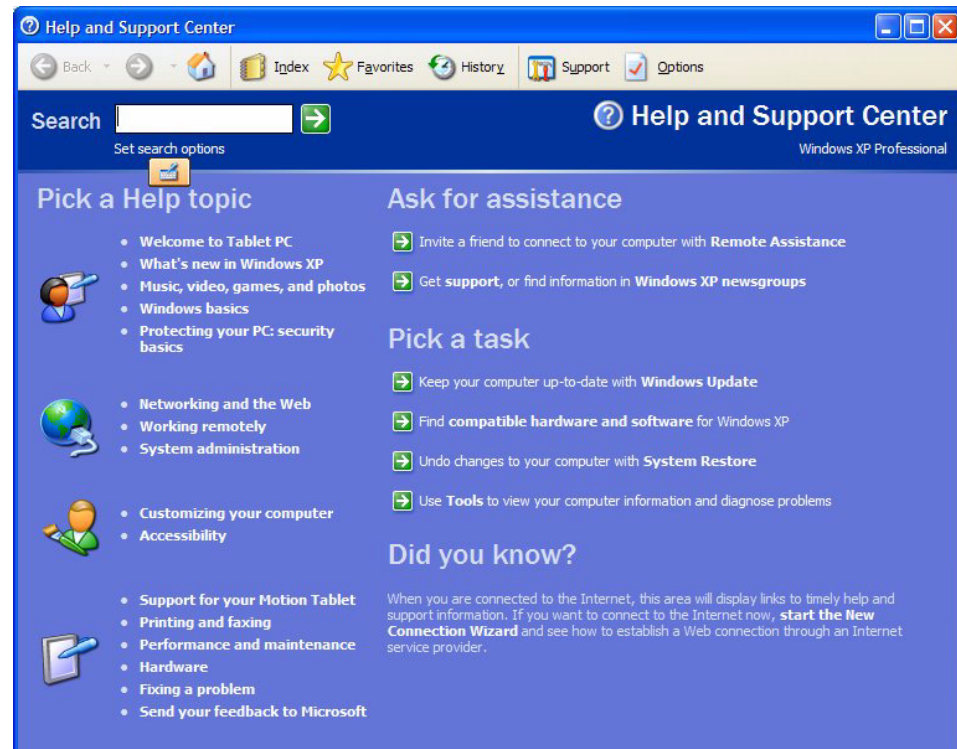 Help and Support Center
Back
Index
Favorites
History
Support
Options
Search
Help and Support Center
Set search options
Windows XP Professional
Pick a Help topic
Welcome to Tablet PC
What's new in Windows XP
Music, video, games, and photos
Windows basics
Protecting your PC: security
basics
Networking and the Web
Working remotely
System administration
Customizing your computer
Accessibility
Support for your Motion Tablet
Printing and faxing
Performance and maintenance
Hardware
Fixing a problem
Send your feedback to Microsoft
Ask for assistance
Invite a friend to connect to your computer with Remote Assistance
Get support, or find information in Windows XP newsgroups
Pick a task
Keep your computer up-to-date with Windows Update
Find compatible hardware and software for Windows XP
Undo changes to your computer with System Restore
Use Tools to view your computer information and diagnose problems
Did you know?
When you are connected to the Internet, this area will display links to timely help and
support information. If you want to connect to the Internet now, start the New
Connection Wizard and see how to establish a Web connection through an Internet
service provider.